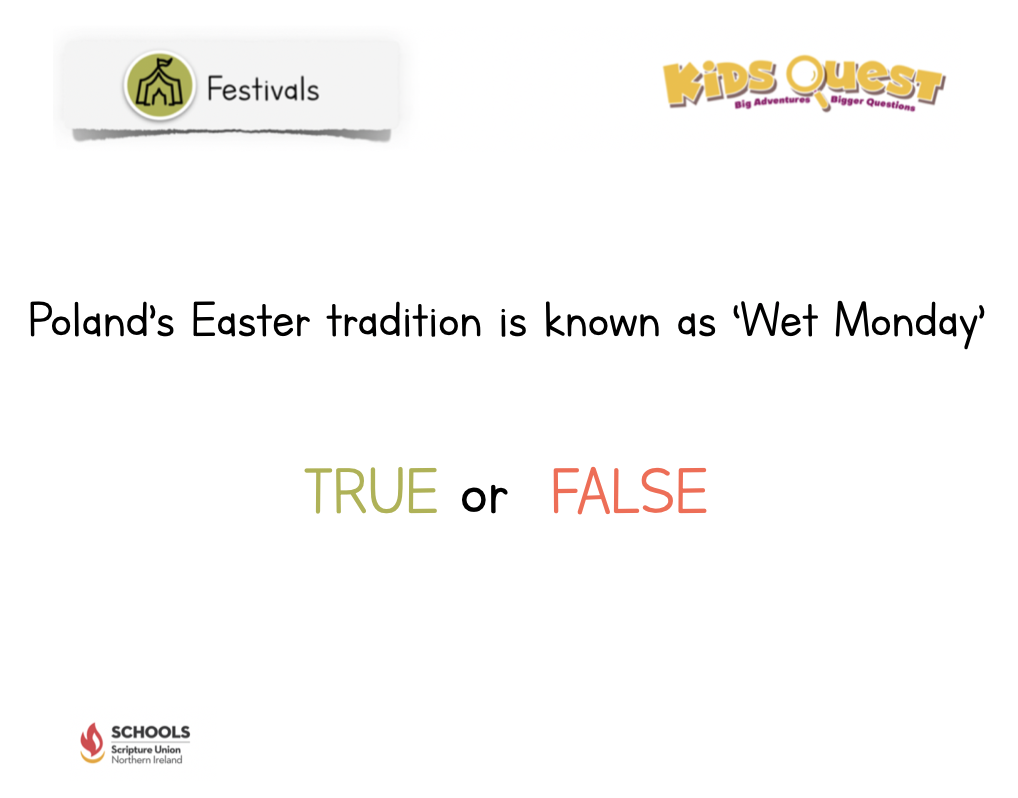 Festivals
KiDS QUEST
Big Adventures Bigger Questions
Poland’s Easter tradition is known as ‘Wet Monday’
TRUE or FALSE
SCHOOLS
Scripture Union
Northern Ireland